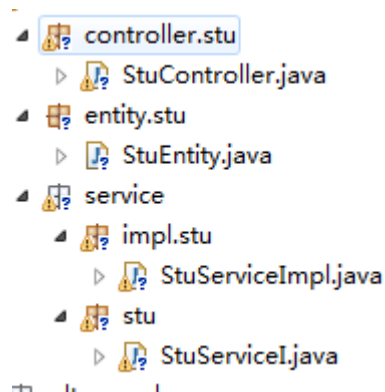 controller.stu
StuController.java
entity.stu
StuEntity.java
service
impl.stu
StuServiceImpl.java
stu
StuServiceI.java